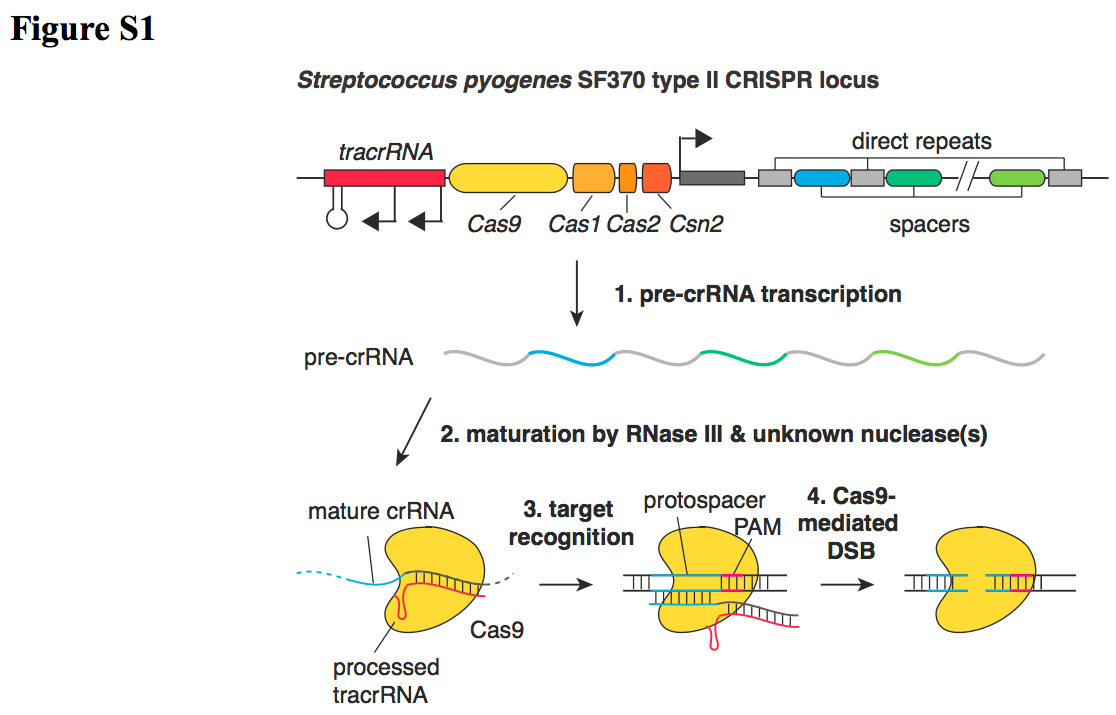 Figure S1
Streptococcus pyogenes SF370 type II CRISPR locus
tracrRNA
direct repeats
Cas9
Cas1
Cas2
Csn2
spacers
1. pre-crRNA transcription
pre-crRNA
2. maturation by RNase III & unknown nuclease(s)
mature crRNA
3. target
recognition
protospacer
PAM
4. Cas9-
mediated
DSB
Cas9
processed
tracrRNA